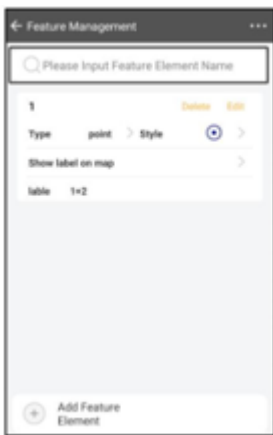 Feature Management
Please Input Feature Element Name
1 Delete Edit
Type point Style
Show label on map
lable 1=2
Add Feature
Element